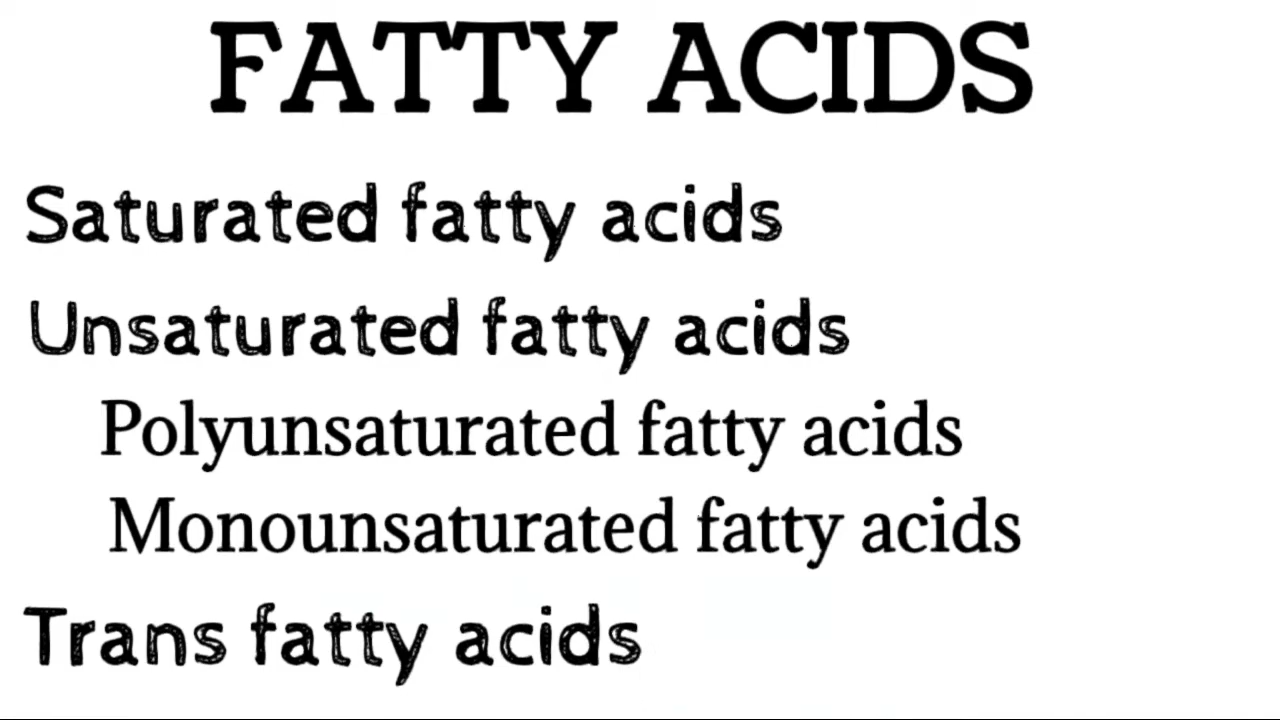 FATTY ACIDS
Saturated fatty acids
Unsaturated fatty acids
Polyunsaturated fatty acids
Monounsaturated fatty acids
Trans fatty acids